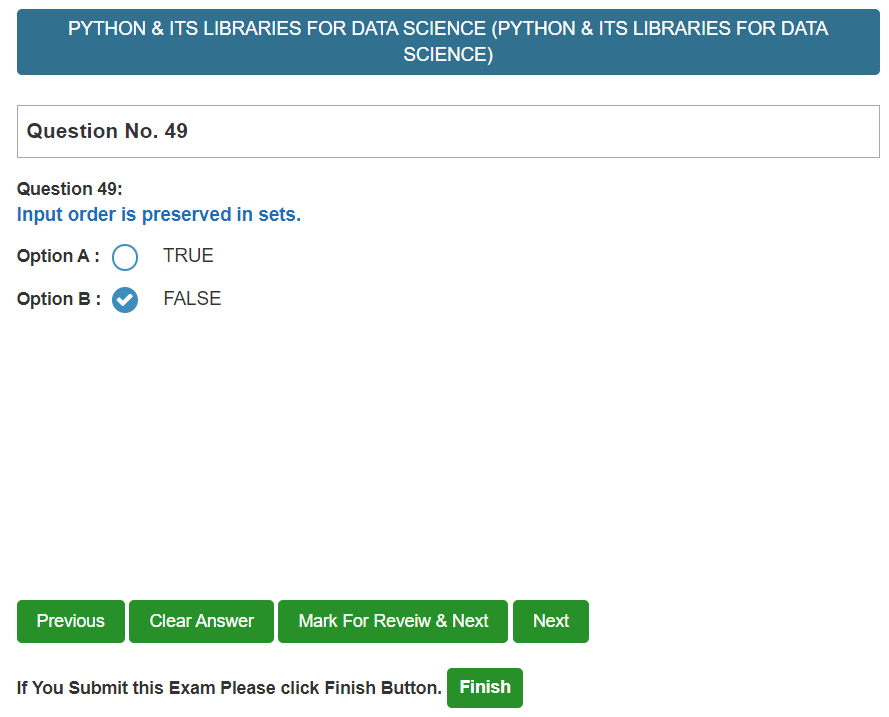 PYTHON & ITS LIBRARIES FOR DATA SCIENCE (PYTHON & ITS LIBRARIES FOR DATA
SCIENCE)
Question No. 49
Question 49:
Input order is preserved in sets.
Option A : TRUE
Option B : FALSE
Previous Clear Answer Mark For Reveiw & Next Next
If You Submit this Exam Please click Finish Button. Finish